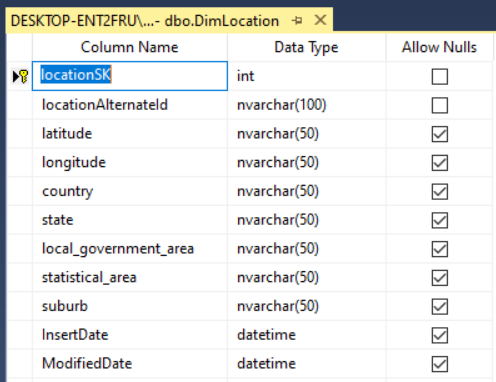 DESKTOP-ENT2FRU\...- dbo.DimLocation
Column Name Data Type Allow Nulls
locationSK int
locationAlternateId nvarchar(100)
latitude nvarchar(50)
longitude nvarchar(50)
country nvarchar(50)
state nvarchar(50)
local_government_area nvarchar(50)
statistical_area nvarchar(50)
suburb nvarchar(50)
InsertDate datetime
ModifiedDate datetime